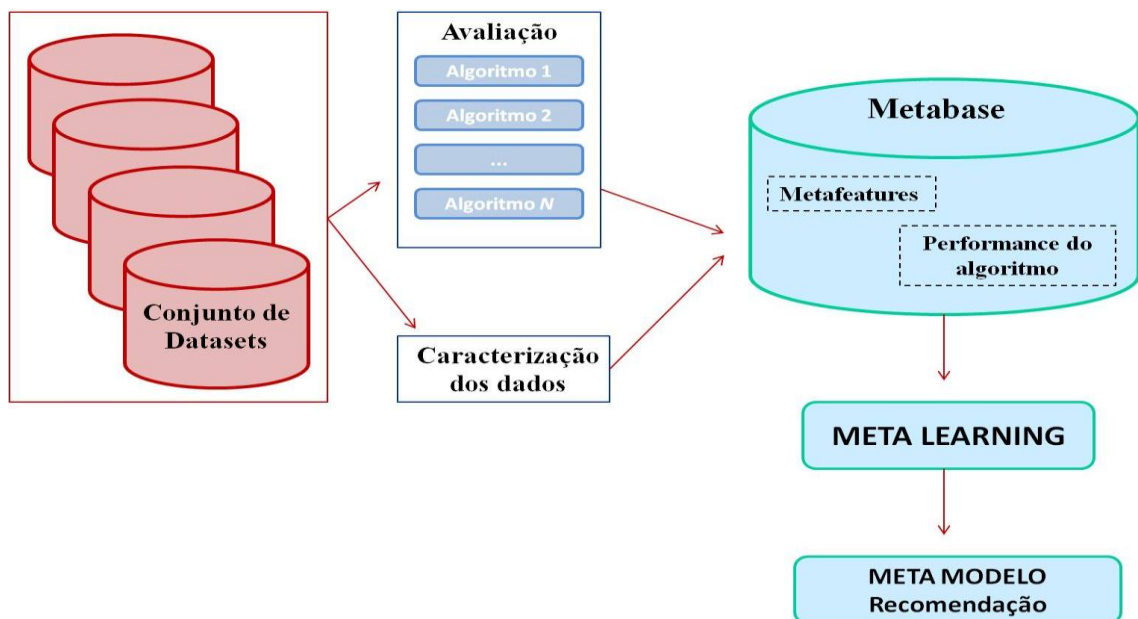 Conjunto de
Datasets
Avaliação
Algoritmo 1
Algoritmo 2
...
Algoritmo N
Caracterização
dos dados
Metabase
Metafeatures
Performance do
algoritmo
META LEARNING
META MODELO
Recomendação